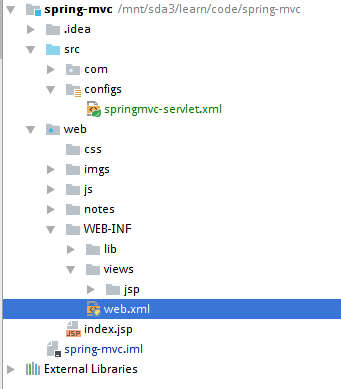 spring-mvc /mnt/sda3/learn/code/spring-mvc
.idea
src
com
configs
springmvc-servlet.xml
web
css
imgs
js
notes
WEB-INF
lib
views
jsp
web.xml
JSP index.jsp
spring-mvc.iml
External Libraries